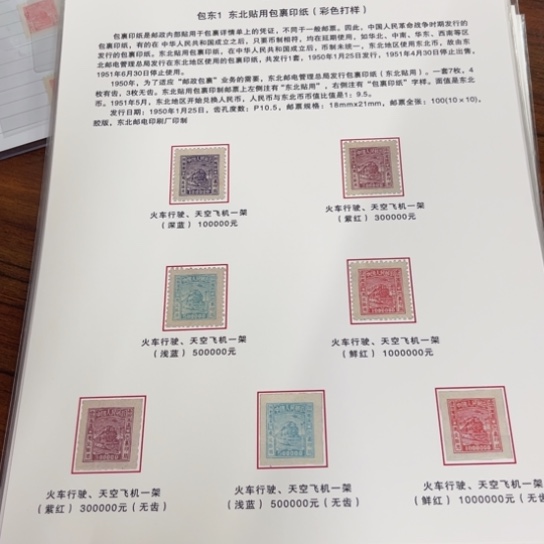 包东1 东北贴用包裹印纸(彩色打样)
包裹印纸是邮政内部贴用于包裹详情单上的凭证，不同于一般邮票。因此，中国人民革命战争时期发行的
包裹印纸，有的在中华人民共和国成立之后，只要币制相符，均在延期使用，如华北、中南、华东、西南等区
发行的包裹印纸。东北贴用包裹印纸，在中华人民共和国成立后，币制未统一，东北地区使用东北币，故由东
北邮电管理总局发行在东北地区使用的包裹印纸，共发行1套，1950年1月25日发行，1951年4月30日停止出售，
1951年6月30日停止使用。
1950年，为了适应“邮政包裹”业务的需要，东北邮电管理总局发行包裹印纸(东北贴用)。一套7枚，4
枚有齿，3枚无齿。东北贴用包裹印制邮票上左侧注有“东北贴用”，右侧注有“包裹印纸”字样。面值是东北
币。1951年5月，东北地区开始兑换人民币，人民币与东北币币值比值是1：9.5。
发行日期：1950年1月25日，齿孔度数：P10.5，邮票规格：18mmx21mm，邮票全张：100(10×10)，
胶版，东北邮电印刷厂印制
火车行驶、天空飞机一架
(深蓝) 100000元
火车行驶、天空飞机一架
(紫红) 300000元
火车行驶、天空飞机一架
(浅蓝) 500000元
火车行驶、天空飞机一架
(鲜红) 1000000元
火车行驶、天空飞机一架
(紫红) 300000元(无齿)
火车行驶、天空飞机一架
(浅蓝) 500000元(无齿)
火车行驶、天空飞机一架
(鲜红) 1000000元(无齿)